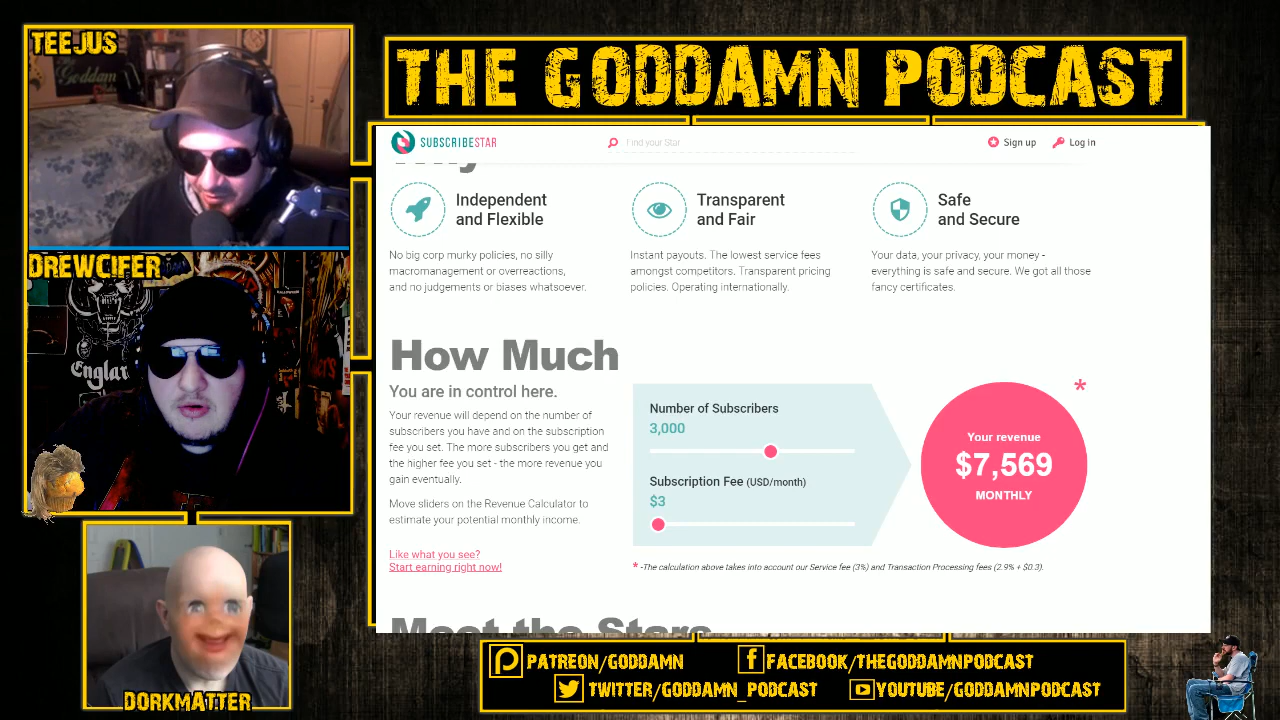 TEEJUS
THE GODDAMN PODCAST
SUBSCRIBESTAR
Find your Star
Sign up
Log In
Independent
and Flexible
Transparent
and Fair
Safe
and Secure
No big corp murky policies, no silly
macromanagement or overreactions,
and no judgements or biases whatsoever.
Instant payouts. The lowest service fees
amongst competitors. Transparent pricing
policies. Operating internationally.
Your data, your privacy, your money -
everything is safe and secure. We got all those
fancy certificates.
DREWCIFER
Englan
How Much
You are in control here.
Your revenue will depend on the number of
subscribers you have and on the subscription
fee you set. The more subscribers you get and
the higher fee you set - the more revenue you
gain eventually.
Move sliders on the Revenue Calculator to
estimate your potential monthly income.
Like what you see?
Start earning right now!
Number of Subscribers
3,000
Subscription Fee (USD/month)
$3
*
Your revenue
$7,569
MONTHLY
* -The calculation above takes into account our Service fee (3%) and Transaction Processing fees (2.9% + $0.3).
Meet the Stars
DORKMATTER
PATREON/GODDAMN
FACEBOOK/THEGODDAMNPODCAST
TWITTER/GODDAMN_PODCAST
YOUTUBE/GODDAMNPODCAST